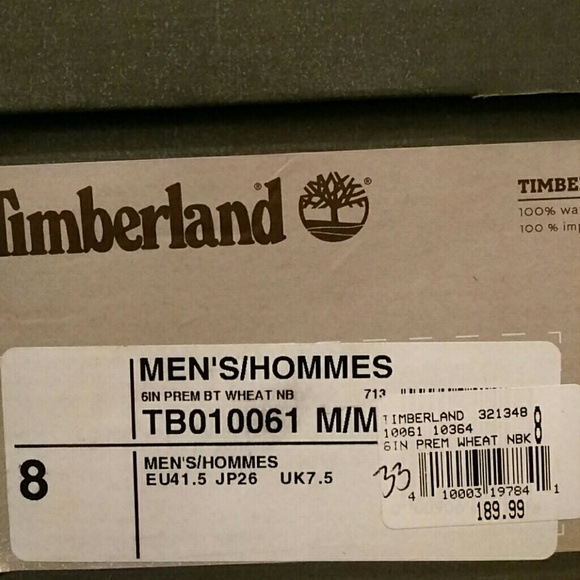 Timberland® ®
TIMBE
100% wa
100 % imp
MEN'S/HOMMES
6IN PREM BT WHEAT NB 713
TB010061 M/M
8
MEN'S/HOMMES
EU41.5 JP26 UK7.5
TIMBERLAND 321348
10061 10364
6IN PREM WHEAT NBK
8
33
4 10003 19784 1
189.99